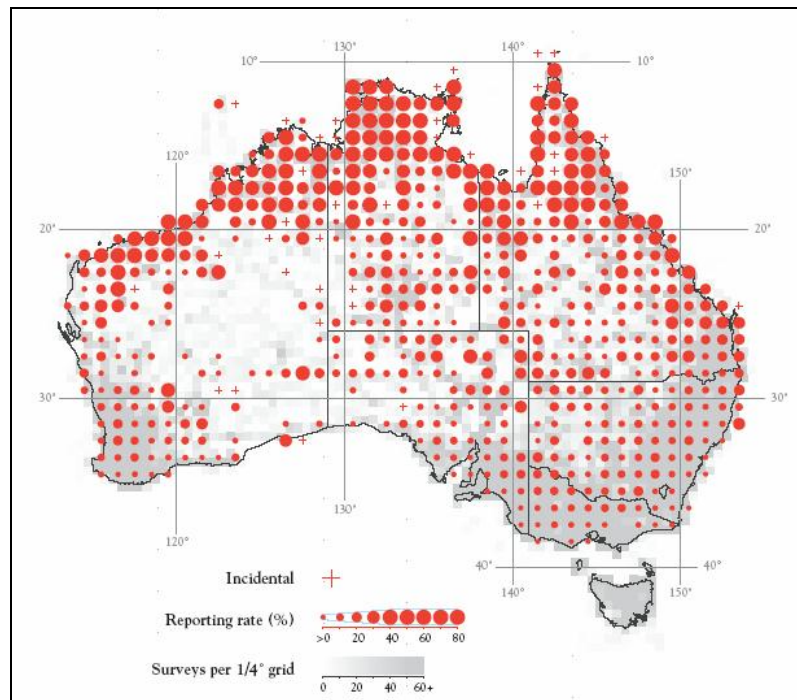 130° 140°
10° 10°
120° 150°
20° 20°
30° 30°
130°
120° 40° 140° 150° 40°
Incidental
Reporting rate (%)
>0 20 40 60 80
Surveys per 1/4° grid
0 20 40 60+